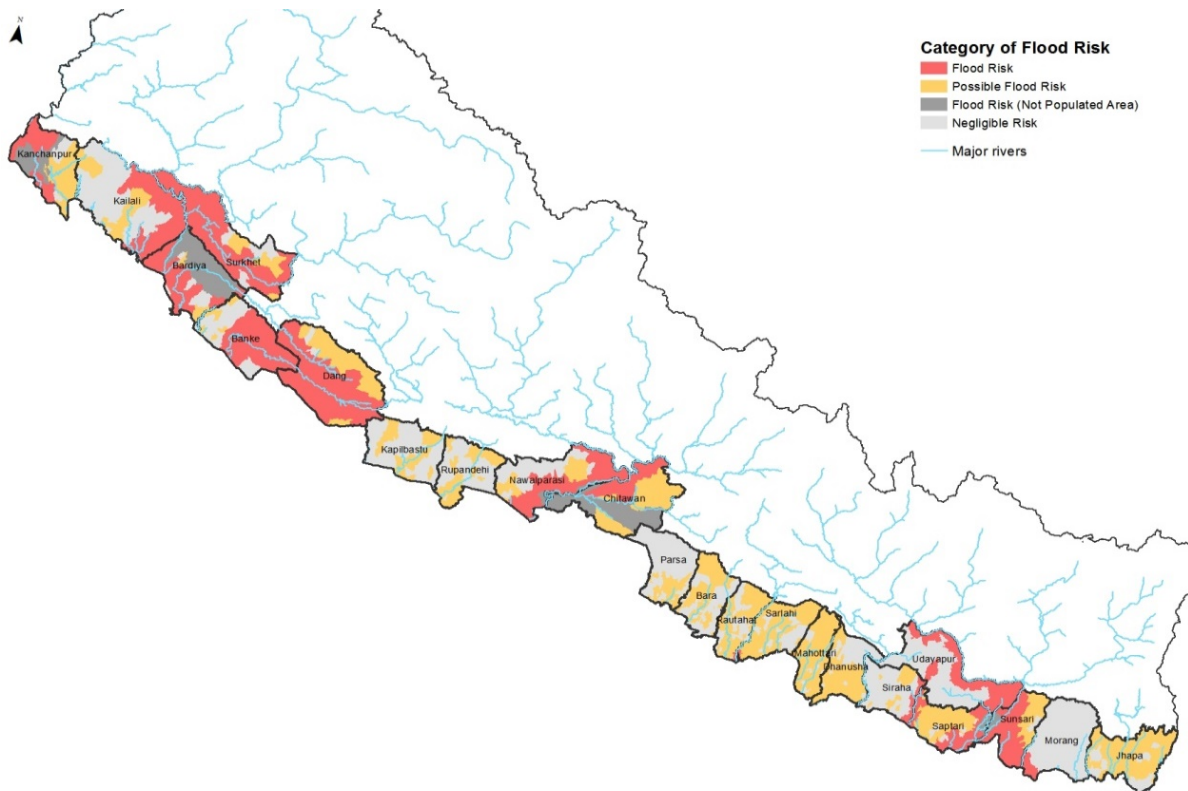 N
Category of Flood Risk
Flood Risk
Possible Flood Risk
Flood Risk (Not Populated Area)
Negligible Risk
Major rivers
Kanchanpur
Kailali
Bardiya
Surkhet
Banke
Dang
Kapilbastu
Rupandehi
Nawalparasi
Chitawan
Parsa
Bara
Rautahat
Sarlahi
Mahottari
Dhanusha
Siraha
Udayapur
Saptari
Sunsari
Morang
Jhapa